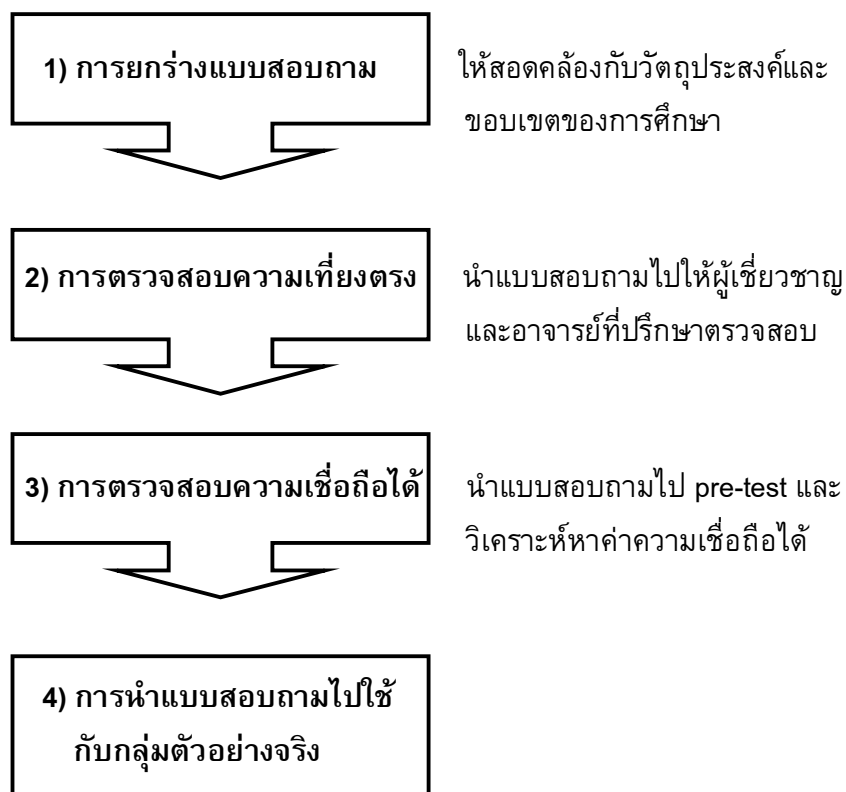 1) การยกร่างแบบสอบถาม
ให้สอดคล้องกับวัตถุประสงค์และ
ขอบเขตของการศึกษา
2) การตรวจสอบความเที่ยงตรง
นำแบบสอบถามไปให้ผู้เชี่ยวชาญ
และอาจารย์ที่ปรึกษาตรวจสอบ
3) การตรวจสอบความเชื่อถือได้
นำแบบสอบถามไป pre-test และ
วิเคราะห์หาค่าความเชื่อถือได้
4) การนำแบบสอบถามไปใช้
กับกลุ่มตัวอย่างจริง